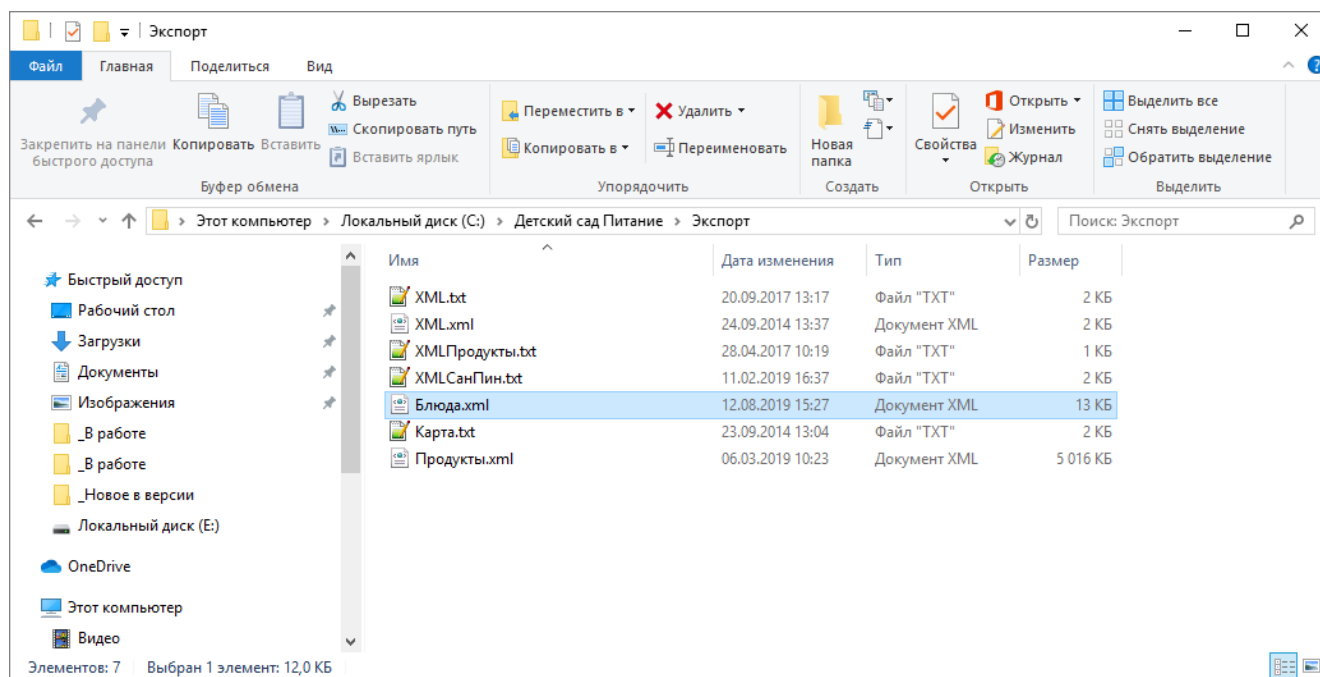 Экспорт
Файл Главная Поделиться Вид
Закрепить на панели быстрого доступа
Копировать
Вставить
Вырезать
Скопировать путь
Вставить ярлык
Переместить в
Копировать в
Удалить
Переименовать
Новая папка
Свойства
Открыть
Изменить
Журнал
Выделить все
Снять выделение
Обратить выделение
Буфер обмена Упорядочить Создать Открыть Выделить
Этот компьютер > Локальный диск (C:) > Детский сад Питание > Экспорт
Поиск: Экспорт
Быстрый доступ
Рабочий стол
Загрузки
Документы
Изображения
_В работе
_В работе
_Новое в версии
Локальный диск (E:)
OneDrive
Этот компьютер
Видео
Имя Дата изменения Тип Размер
XML.txt 20.09.2017 13:17 Файл "TXT" 2 КБ
XML.xml 24.09.2014 13:37 Документ XML 2 КБ
XMLПродукты.txt 28.04.2017 10:19 Файл "TXT" 1 КБ
XMLСанПин.txt 11.02.2019 16:37 Файл "TXT" 2 КБ
Блюда.xml 12.08.2019 15:27 Документ XML 13 КБ
Карта.txt 23.09.2014 13:04 Файл "TXT" 2 КБ
Продукты.xml 06.03.2019 10:23 Документ XML 5 016 КБ
Элементов: 7 Выбран 1 элемент: 12,0 КБ